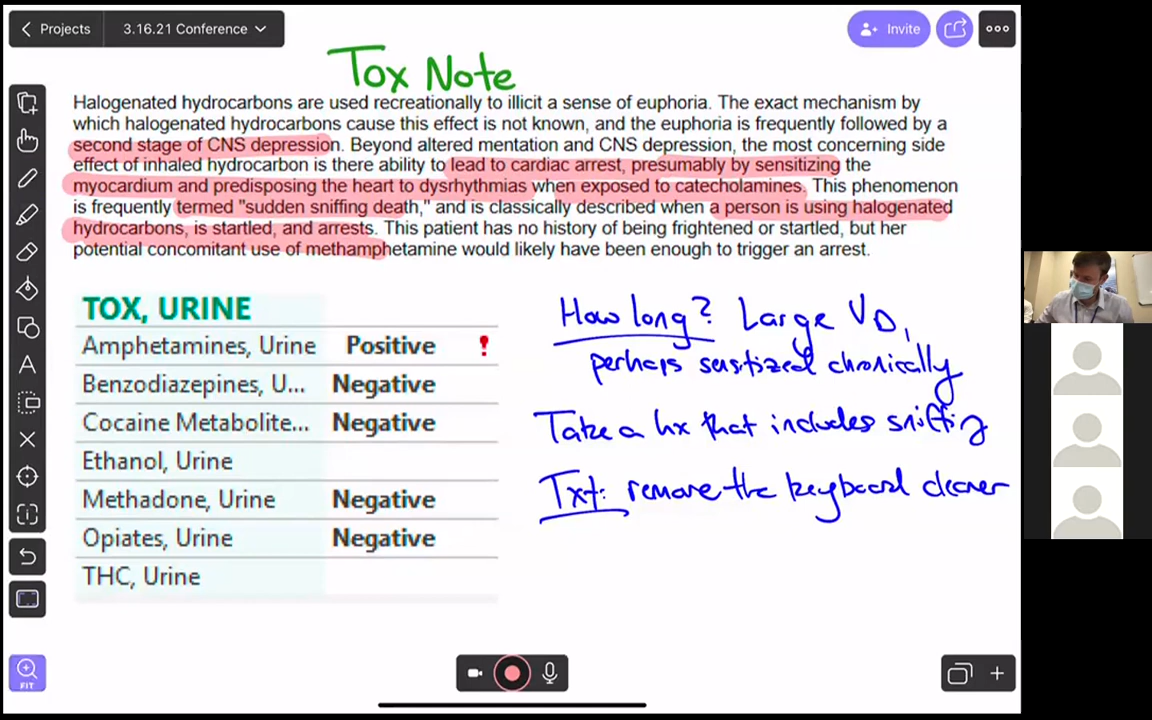 Projects
3.16.21 Conference
Invite
Tox Note
Halogenated hydrocarbons are used recreationally to illicit a sense of euphoria. The exact mechanism by
which halogenated hydrocarbons cause this effect is not known, and the euphoria is frequently followed by a
second stage of CNS depression. Beyond altered mentation and CNS depression, the most concerning side
effect of inhaled hydrocarbon is there ability to lead to cardiac arrest, presumably by sensitizing the
myocardium and predisposing the heart to dysrhythmias when exposed to catecholamines. This phenomenon
is frequently termed "sudden sniffing death," and is classically described when a person is using halogenated
hydrocarbons, is startled, and arrests. This patient has no history of being frightened or startled, but her
potential concomitant use of methamphetamine would likely have been enough to trigger an arrest.
TOX, URINE
Amphetamines, Urine Positive !
Benzodiazepines, U... Negative
Cocaine Metabolite... Negative
Ethanol, Urine
Methadone, Urine Negative
Opiates, Urine Negative
THC, Urine
How long? Large VD,
perhaps sensitized chronically
Take a hx that includes sniffing
Txt: remove the keyboard cleaner
A
FIT